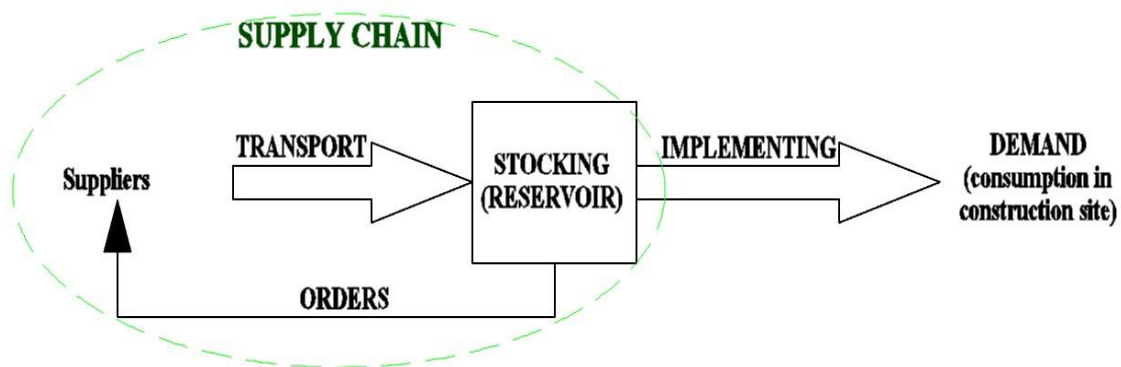 SUPPLY CHAIN
TRANSPORT
Suppliers
STOCKING
(RESERVOIR)
IMPLEMENTING
DEMAND
(consumption in
construction site)
ORDERS